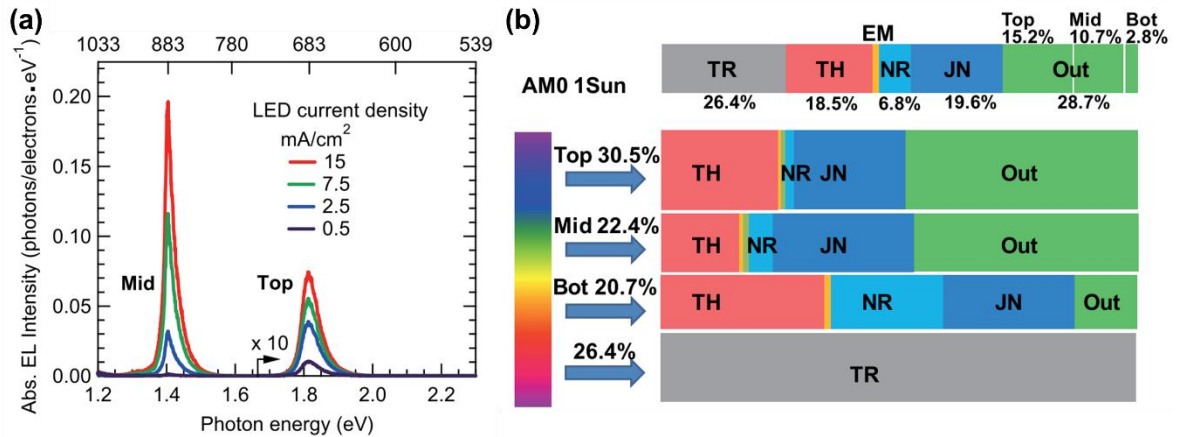 (a)
1033 883 780 683 600 539
Abs. EL Intensity (photons/electrons.eV⁻¹)
0.20
0.15
0.10
0.05
0.00
LED current density
mA/cm²
15
7.5
2.5
0.5
Mid
Top
x 10
1.2 1.4 1.6 1.8 2.0 2.2
Photon energy (eV)
(b)
Top Mid Bot
15.2% 10.7% 2.8%
EM
TR TH NR JN Out
AM0 1Sun
26.4% 18.5% 6.8% 19.6% 28.7%
Top 30.5%
TH NR JN Out
Mid 22.4%
TH NR JN Out
Bot 20.7%
TH NR JN Out
26.4%
TR